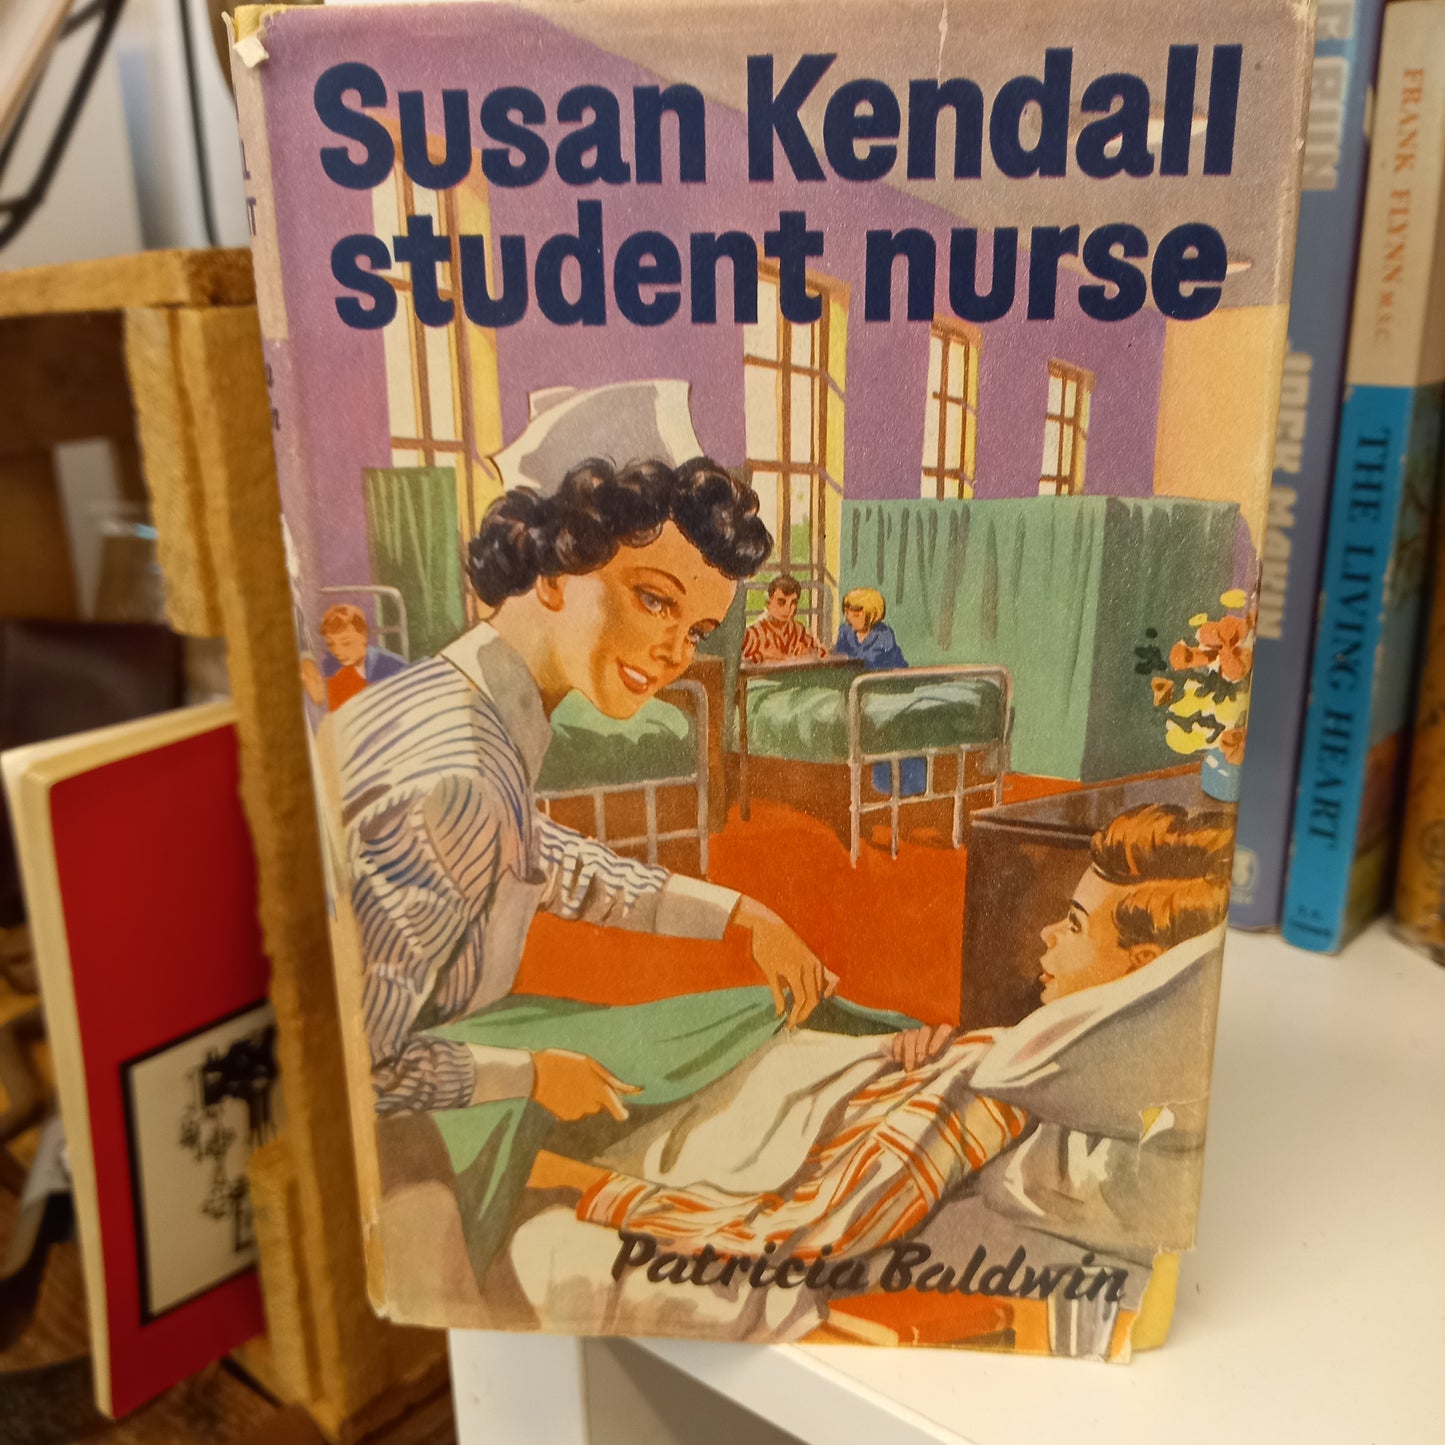 Susan Kendall
student nurse
Patricia Baldwin
FRANK FLYNN M.S.C.
THE LIVING HEART